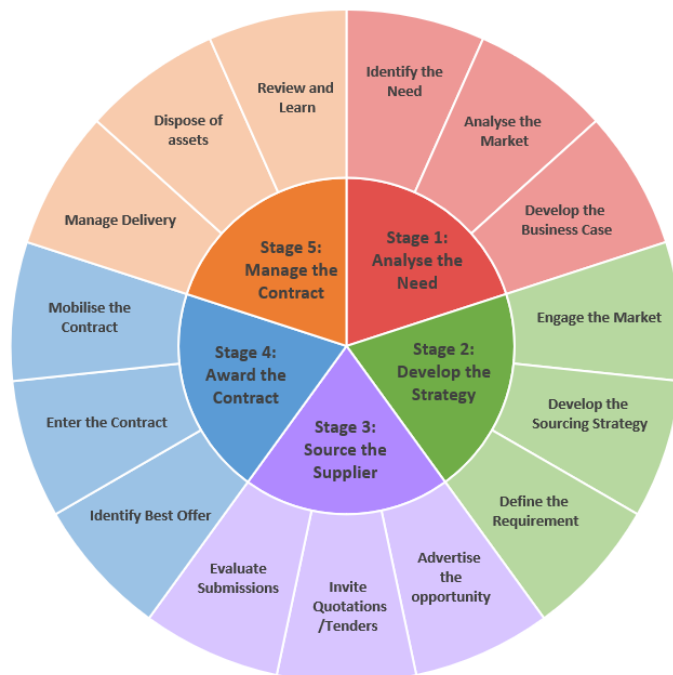 Identify the
Need
Analyse the
Market
Develop the
Business Case
Engage the Market
Develop the
Sourcing Strategy
Define the
Requirement
Advertise
the
opportunity
Invite
Quotations
/Tenders
Evaluate
Submissions
Identify Best Offer
Enter the Contract
Mobilise the
Contract
Manage Delivery
Dispose of
assets
Review and
Learn
Stage 1:
Analyse the
Need
Stage 2:
Develop the
Strategy
Stage 3:
Source the
Supplier
Stage 4:
Award the
Contract
Stage 5:
Manage the
Contract